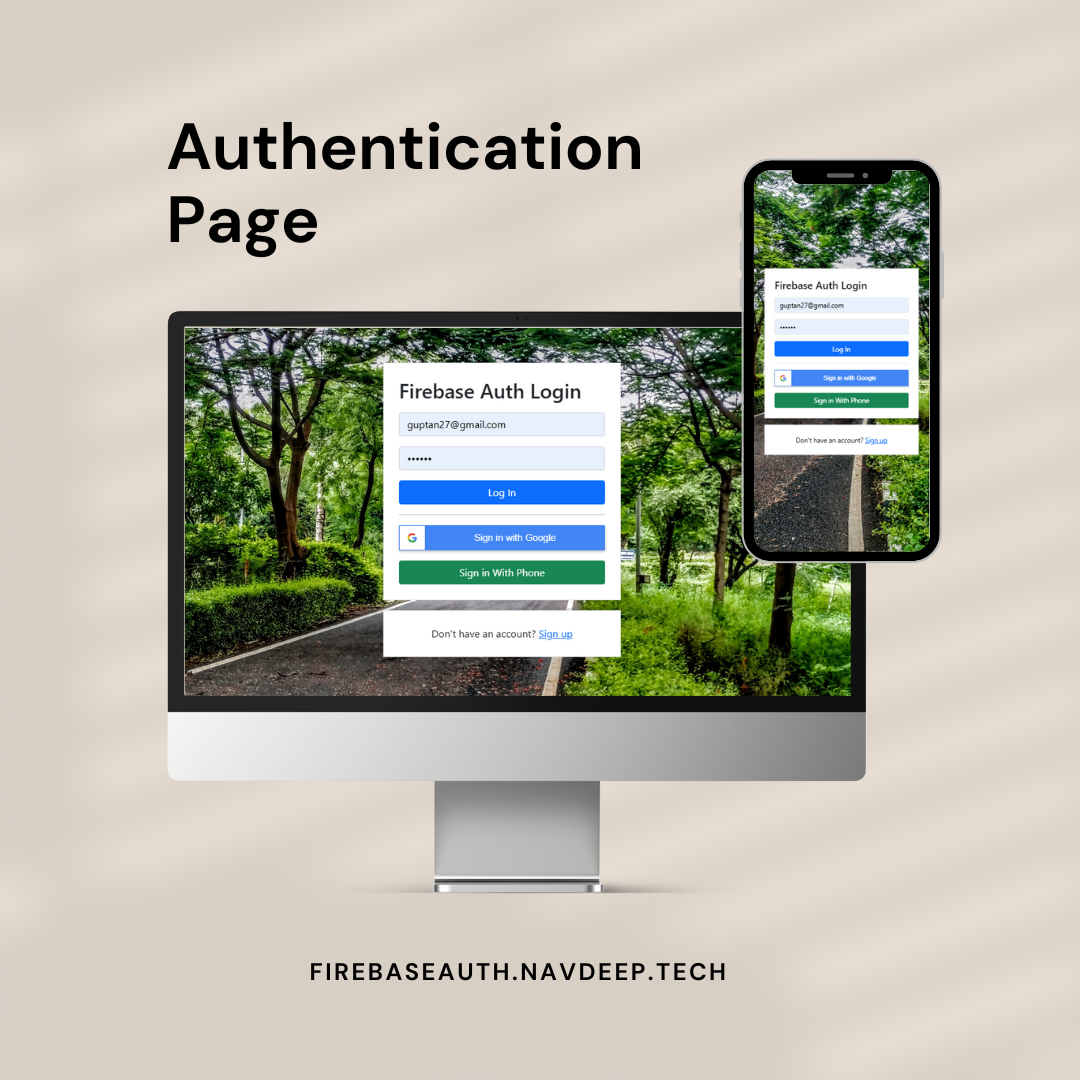 Authentication
Page
Firebase Auth Login
guptan27@gmail.com
••••••
Log In
Sign in with Google
Sign in With Phone
Don't have an account? Sign up
Firebase Auth Login
guptan27@gmail.com
••••••
Log In
Sign in with Google
Sign in With Phone
Don't have an account? Sign up
FIREBASEAUTH.NAVDEEP.TECH